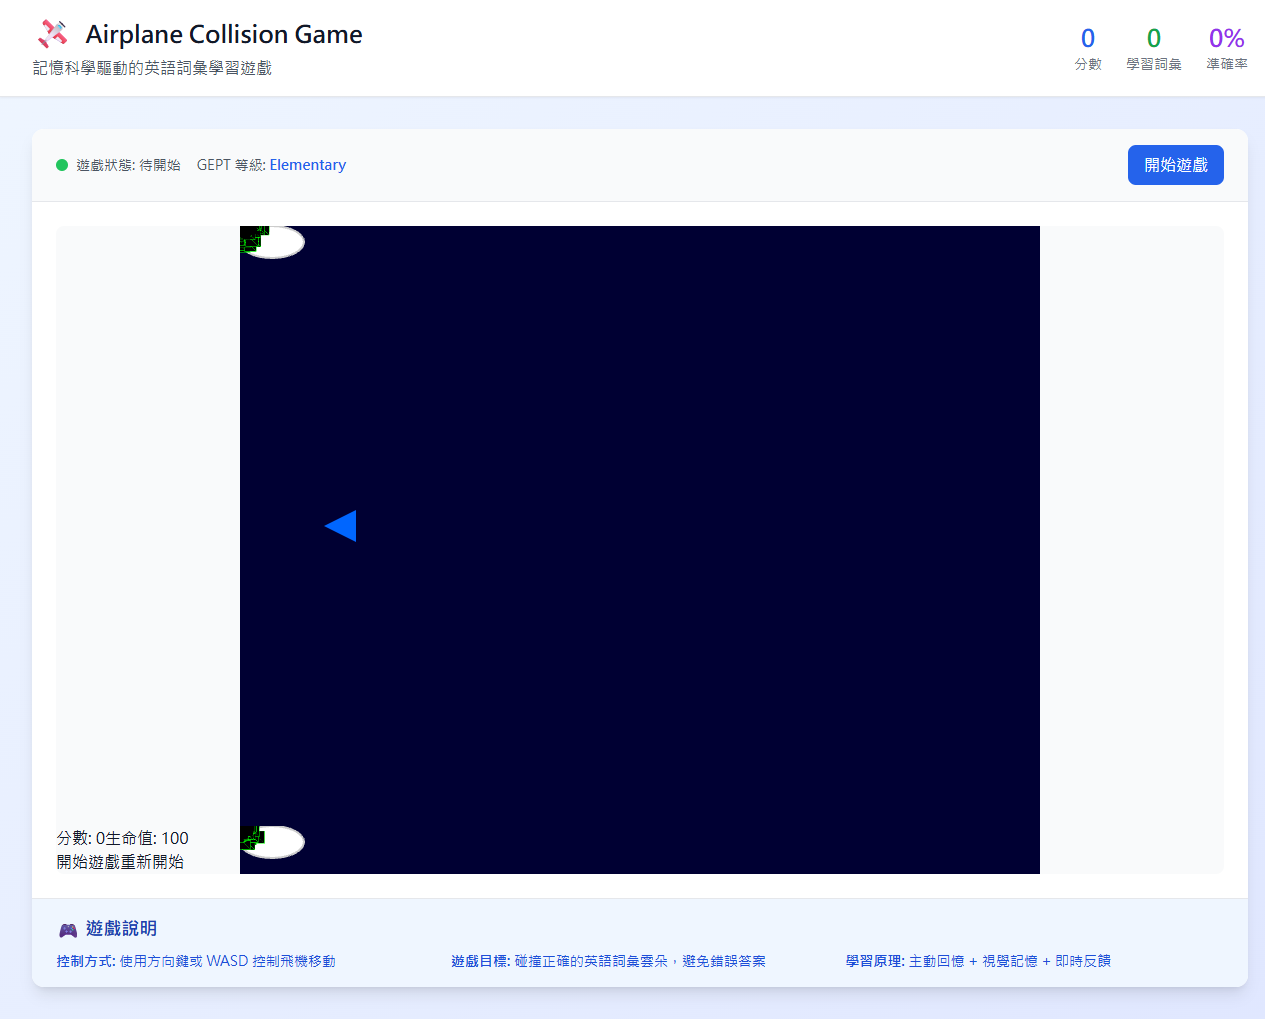 Airplane Collision Game
記憶科學驅動的英語詞彙學習遊戲
0
分數
0
學習詞彙
0%
準確率
遊戲狀態: 待開始
GEPT 等級: Elementary
開始遊戲
分數: 0生命值: 100
開始遊戲重新開始
遊戲說明
控制方式: 使用方向鍵或 WASD 控制飛機移動
遊戲目標: 碰撞正確的英語詞彙雲朵，避免錯誤答案
學習原理: 主動回憶 + 視覺記憶 + 即時反饋